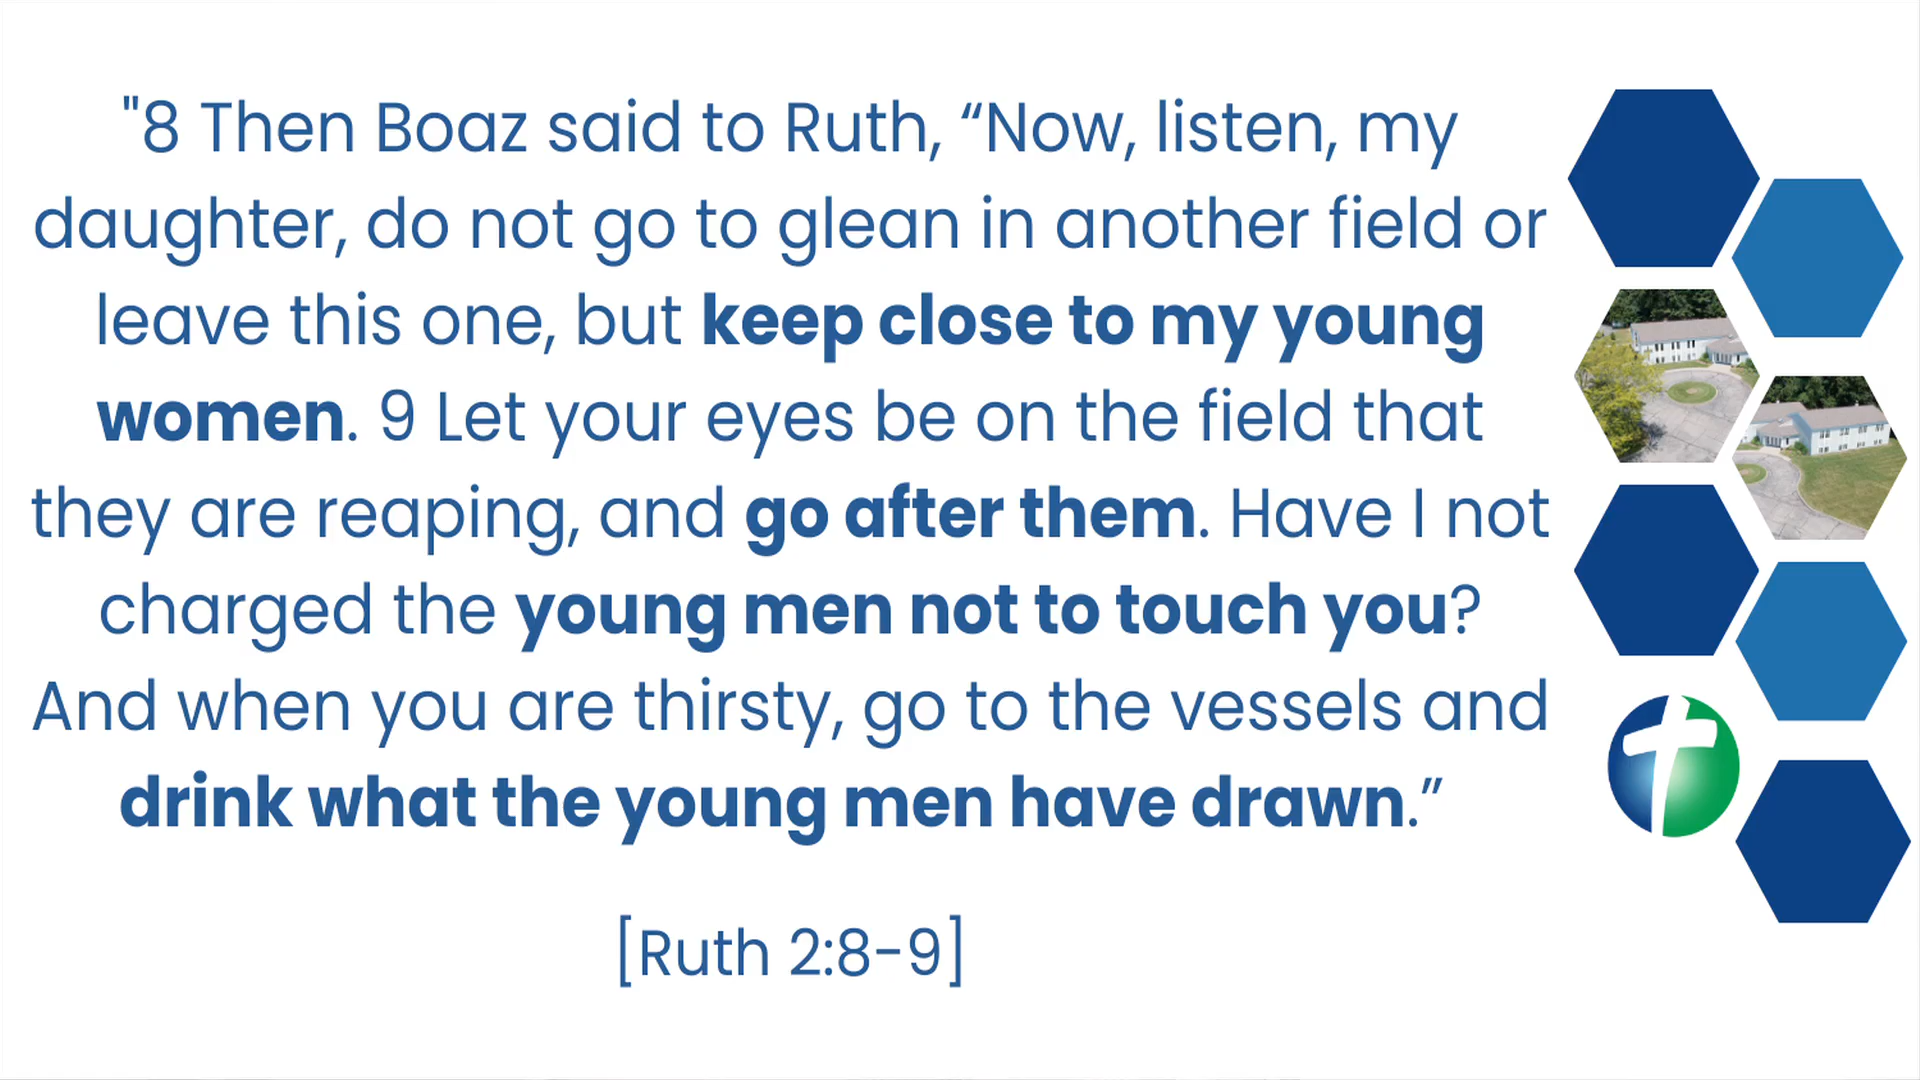 "8 Then Boaz said to Ruth, “Now, listen, my
daughter, do not go to glean in another field or
leave this one, but keep close to my young
women. 9 Let your eyes be on the field that
they are reaping, and go after them. Have I not
charged the young men not to touch you?
And when you are thirsty, go to the vessels and
drink what the young men have drawn.”
[Ruth 2:8-9]